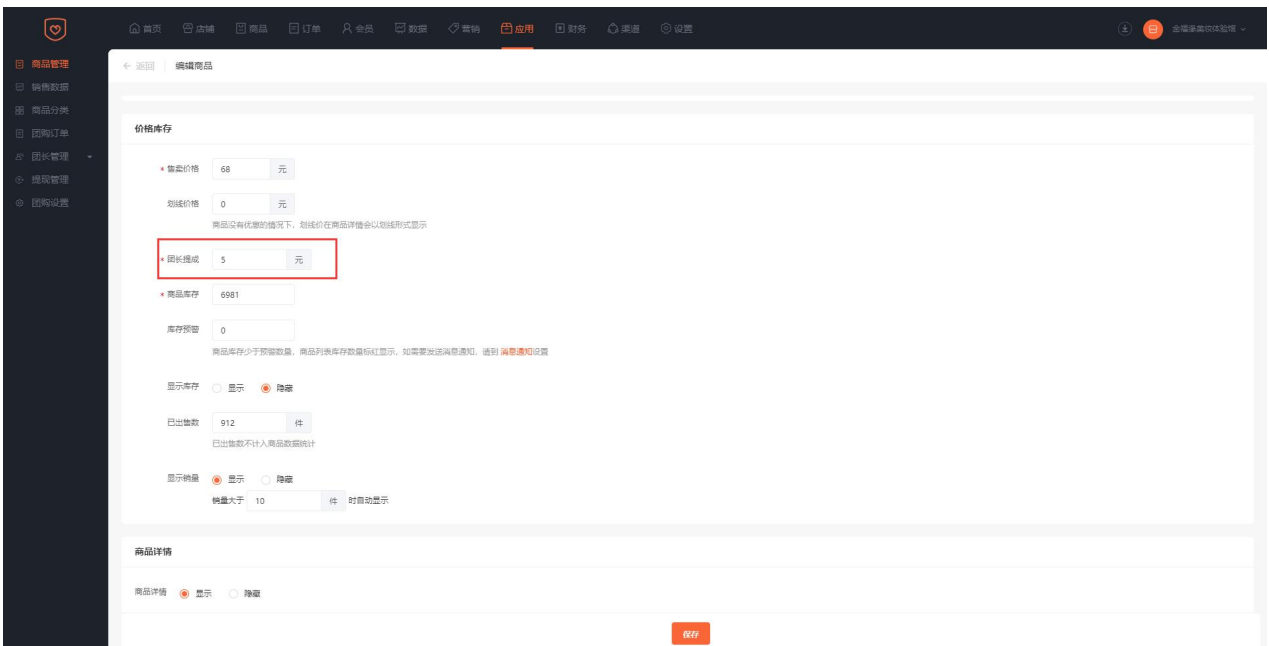 首页 店铺 商品 订单 会员 数据 营销 应用 财务 渠道 设置
商品管理
销售数据
商品分类
团购订单
团长管理
提现管理
团购设置
返回 编辑商品
价格库存
* 售卖价格 68 元
划线价格 0 元
商品没有优惠的情况下，划线价在商品详情会以划线形式显示
* 团长提成 5 元
* 商品库存 6981
库存预警 0
商品库存少于预警数量，商品列表库存数量标红显示，如需要发送消息通知，请到 消息通知设置
显示库存 显示 隐藏
已出售数 912 件
已出售数不计入商品数据统计
显示销量 显示 隐藏
销量大于 10 件 时自动显示
商品详情
商品详情 显示 隐藏
保存